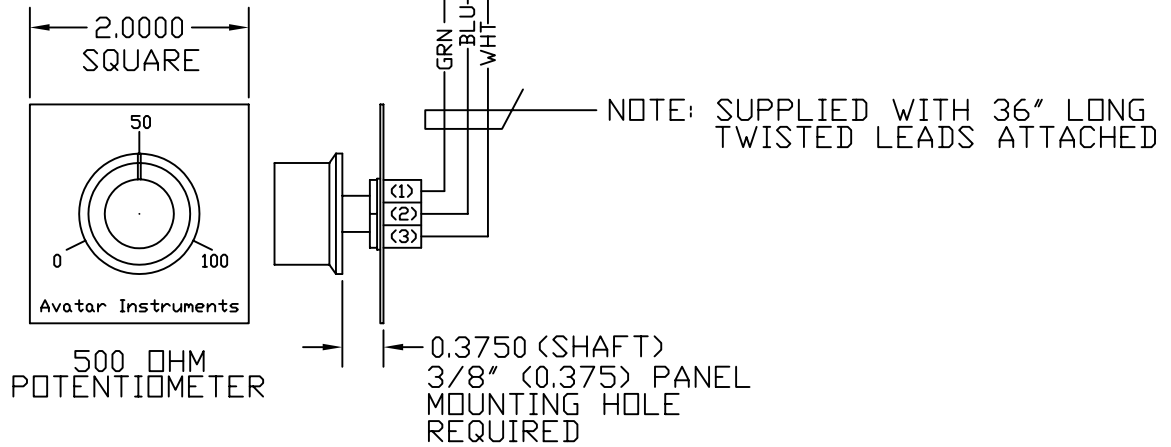 2.0000
SQUARE
GRN
BLU
WHT
NOTE: SUPPLIED WITH 36" LONG
TWISTED LEADS ATTACHED
50
0
100
Avatar Instruments
(1)
(2)
(3)
500 OHM
POTENTIOMETER
0.3750 (SHAFT)
3/8" (0.375) PANEL
MOUNTING HOLE
REQUIRED